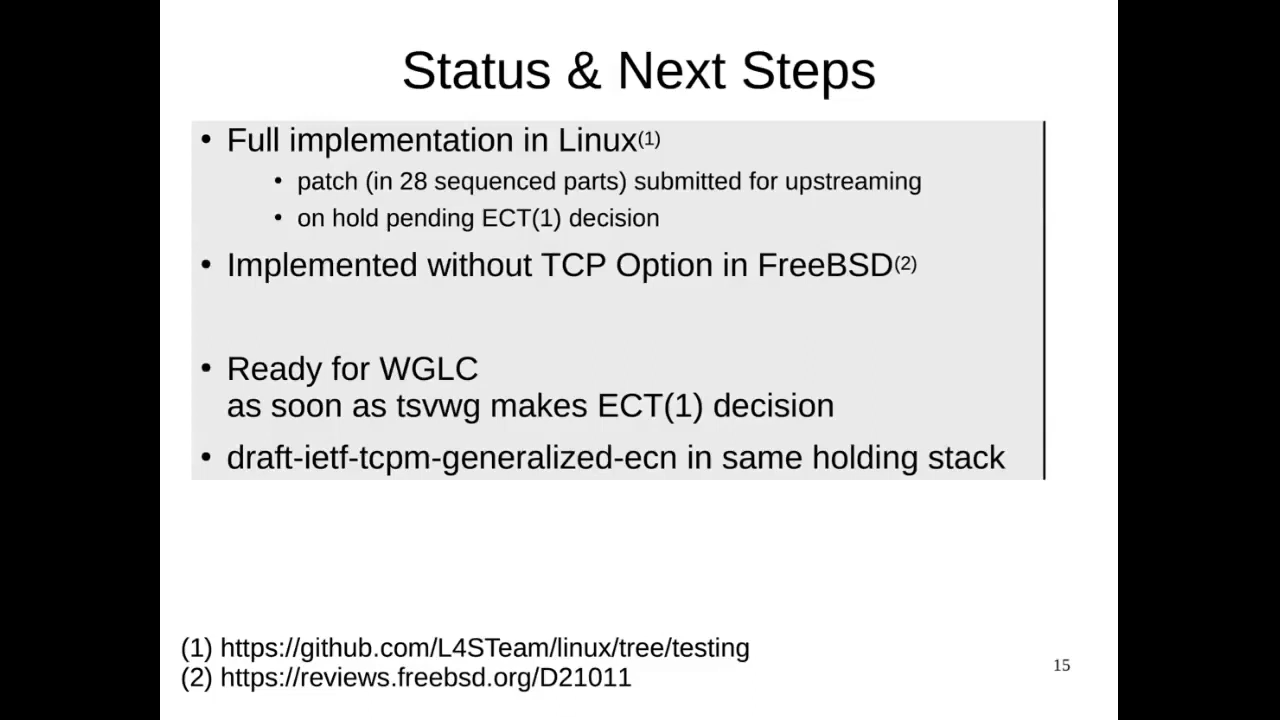 Status & Next Steps
• Full implementation in Linux(1)
• patch (in 28 sequenced parts) submitted for upstreaming
• on hold pending ECT(1) decision
• Implemented without TCP Option in FreeBSD(2)
• Ready for WGLC
as soon as tsvwg makes ECT(1) decision
• draft-ietf-tcpm-generalized-ecn in same holding stack
(1) https://github.com/L4STeam/linux/tree/testing
(2) https://reviews.freebsd.org/D21011
15